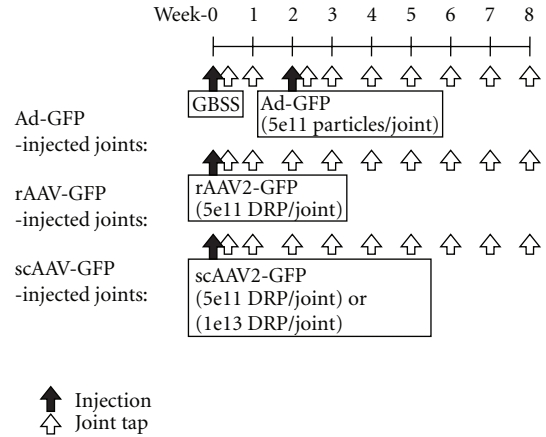 Week-0 1 2 3 4 5 6 7 8
GBSS
Ad-GFP
(5e11 particles/joint)
Ad-GFP
-injected joints:
rAAV2-GFP
(5e11 DRP/joint)
rAAV-GFP
-injected joints:
scAAV2-GFP
(5e11 DRP/joint) or
(1e13 DRP/joint)
scAAV-GFP
-injected joints:
Injection
Joint tap